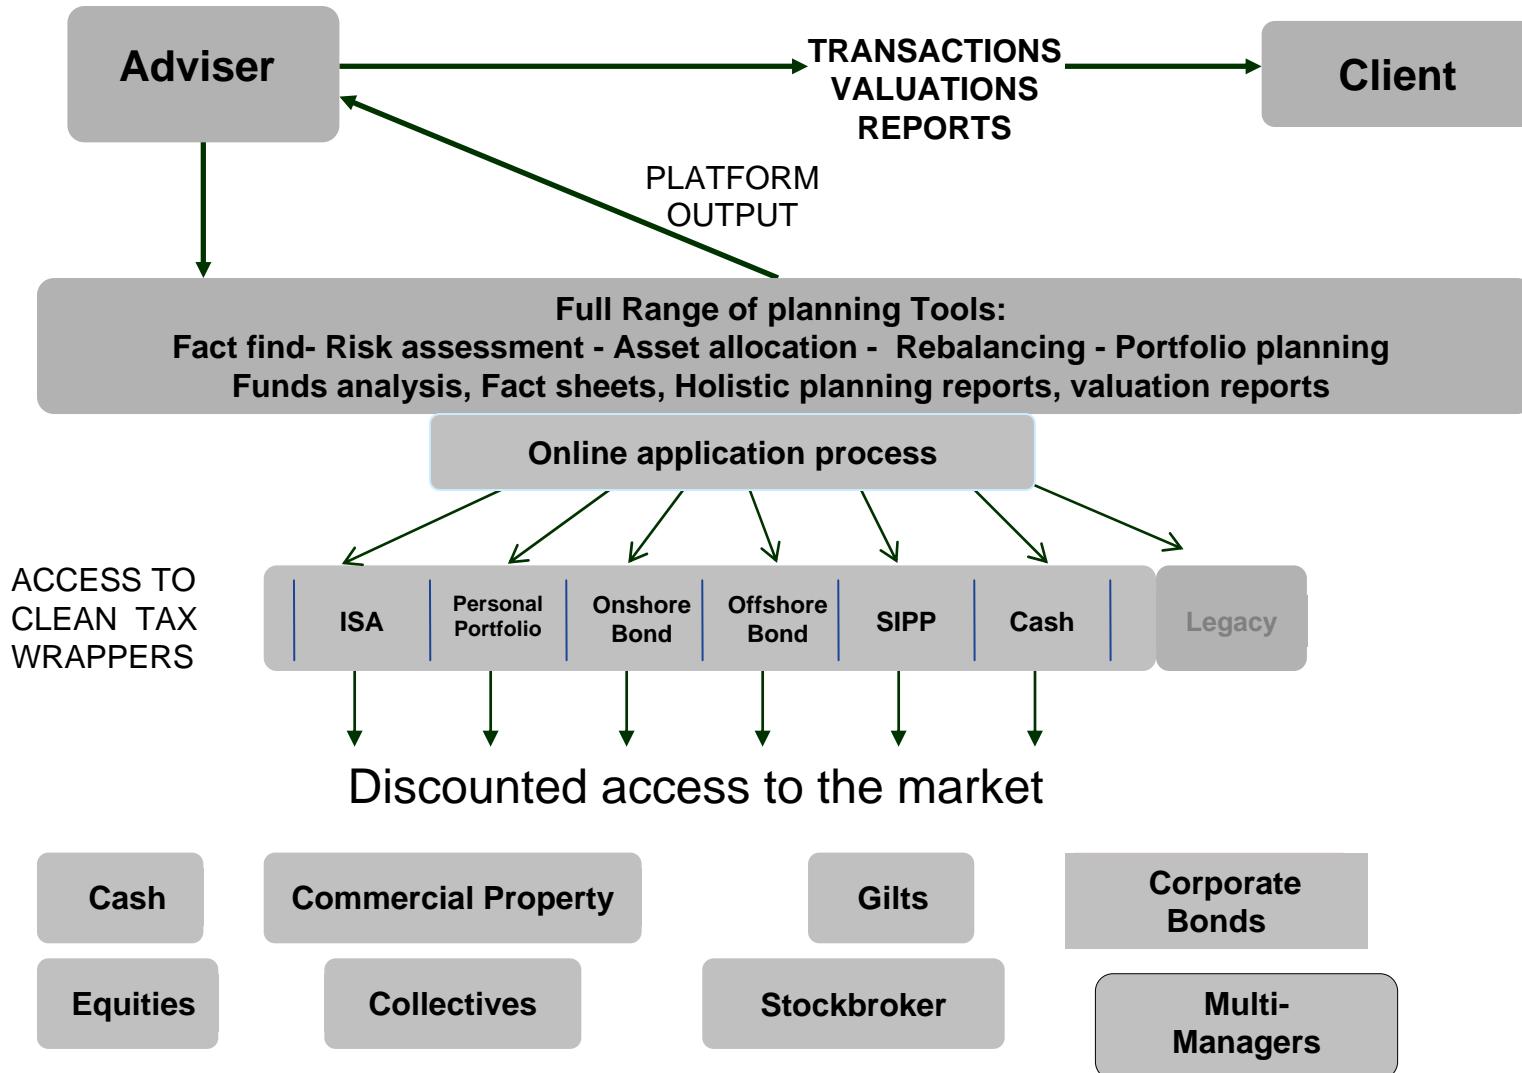 Adviser
TRANSACTIONS
VALUATIONS
REPORTS
Client
PLATFORM
OUTPUT
Full Range of planning Tools:
Fact find- Risk assessment - Asset allocation -  Rebalancing - Portfolio planning
Funds analysis, Fact sheets, Holistic planning reports, valuation reports
Online application process
ACCESS TO
CLEAN  TAX
WRAPPERS
ISA
Personal
Portfolio
Onshore
Bond
Offshore
Bond
SIPP
Cash
Legacy
Discounted access to the market
Cash
Commercial Property
Gilts
Corporate
Bonds
Equities
Collectives
Stockbroker
Multi-
Managers